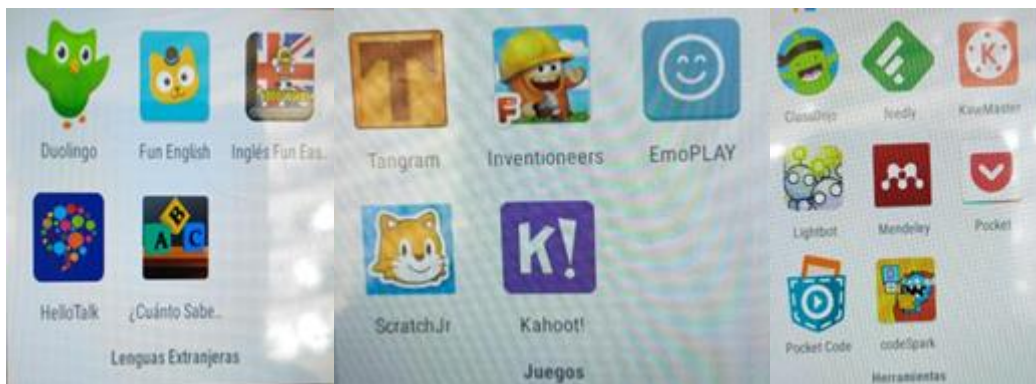 Duolingo
Fun English
Inglés Fun Eas..
HelloTalk
¿Cuánto Sabe..
A
B
C
Lenguas Extranjeras
T
Tangram
F
Inventioneers
EmoPLAY
ScratchJr
K!
Kahoot!
Juegos
ClassDojo
feedly
K
KineMaster
Lightbot
Mendeley
Pocket
Pocket Code
codeSpark
Herramientas